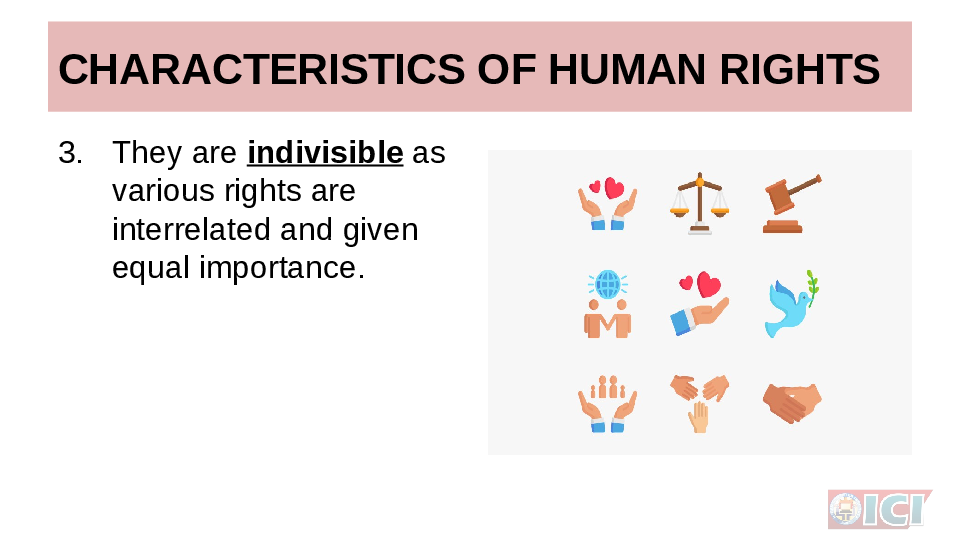 CHARACTERISTICS OF HUMAN RIGHTS
3. They are indivisible as
various rights are
interrelated and given
equal importance.
ICI